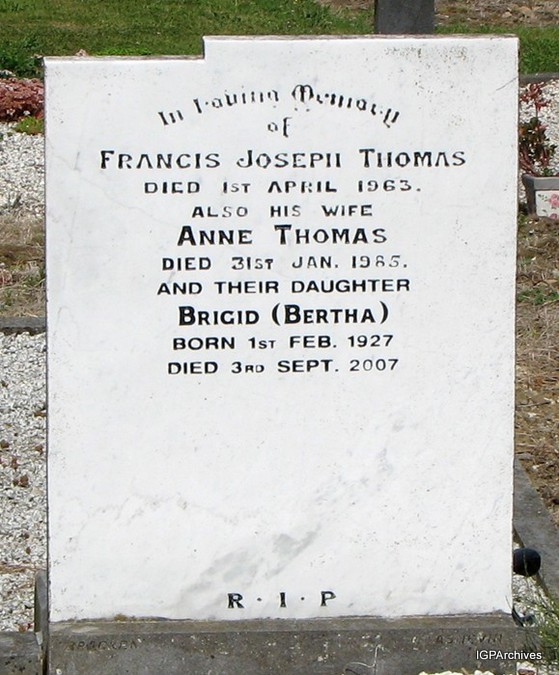 In Loving Memory
of
FRANCIS JOSEPH THOMAS
DIED 1ST APRIL 1963.
ALSO HIS WIFE
ANNE THOMAS
DIED 31ST JAN. 1985.
AND THEIR DAUGHTER
BRIGID (BERTHA)
BORN 1ST FEB. 1927
DIED 3RD SEPT. 2007
R · I · P
IGPArchives